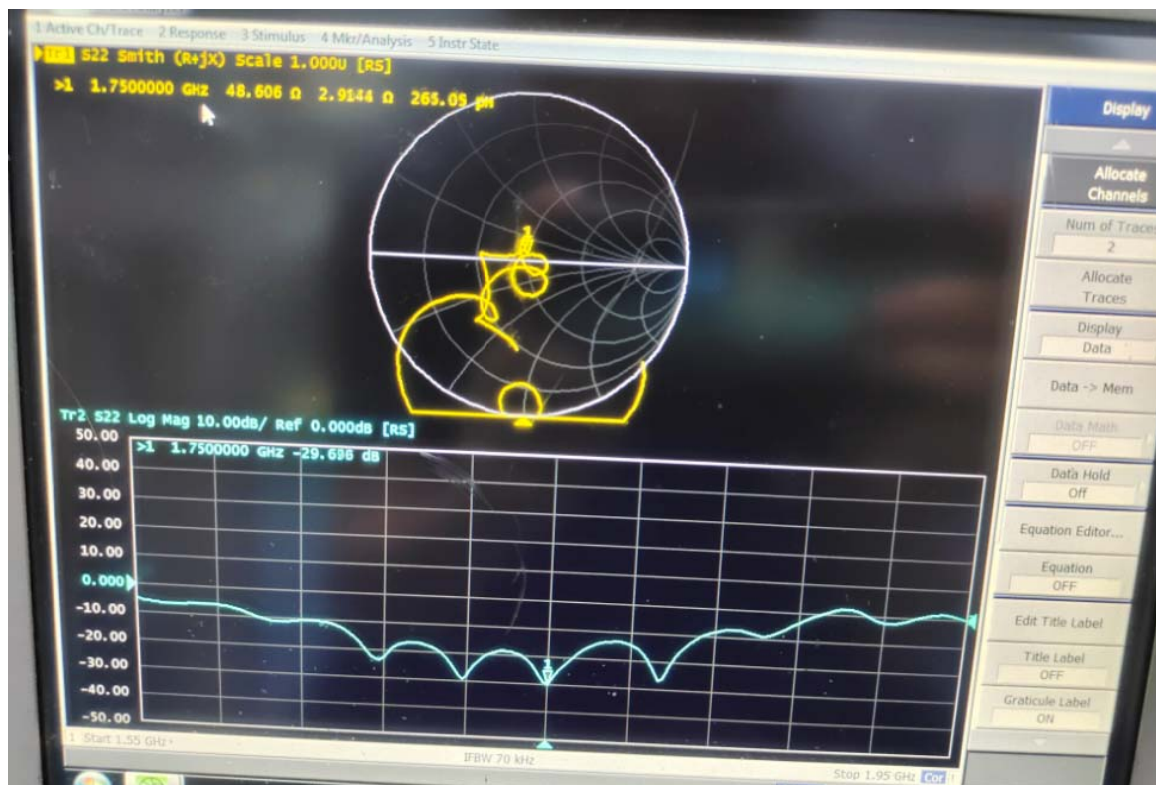 1 Active Ch/Trace 2 Response 3 Stimulus 4 Mkr/Analysis 5 Instr State
Tr1 S22 Smith (R+jX) Scale 1.000U [RS]
>1 1.7500000 GHz 48.606 Ω 2.9144 Ω 265.05 pH
1
Tr2 S22 Log Mag 10.00dB/ Ref 0.000dB [RS]
>1 1.7500000 GHz -29.696 dB
50.00
40.00
30.00
20.00
10.00
0.000
-10.00
-20.00
-30.00
-40.00
-50.00
1
1 Start 1.55 GHz
IFBW 70 kHz
Stop 1.95 GHz Cor !
Display
Allocate
Channels
Num of Traces
2
Allocate
Traces
Display
Data
Data -> Mem
Data Math
OFF
Data Hold
Off
Equation Editor...
Equation
OFF
Edit Title Label
Title Label
OFF
Graticule Label
ON